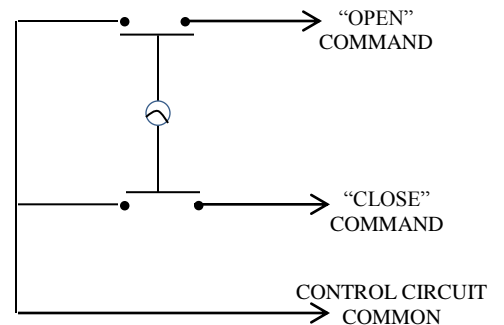 “OPEN”
COMMAND
“CLOSE”
COMMAND
CONTROL CIRCUIT
COMMON